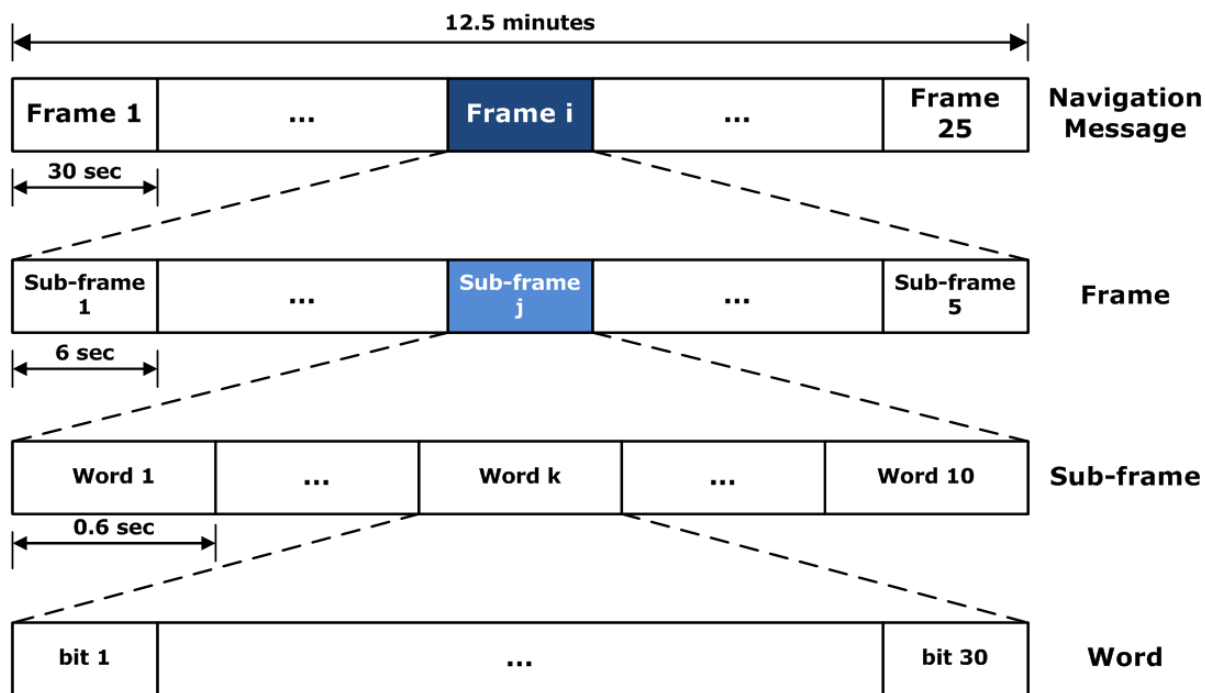 12.5 minutes
Frame 1
...
Frame i
...
Frame
25
Navigation
Message
30 sec
Sub-frame
1
...
Sub-frame
j
...
Sub-frame
5
Frame
6 sec
Word 1
...
Word k
...
Word 10
Sub-frame
0.6 sec
bit 1
...
bit 30
Word